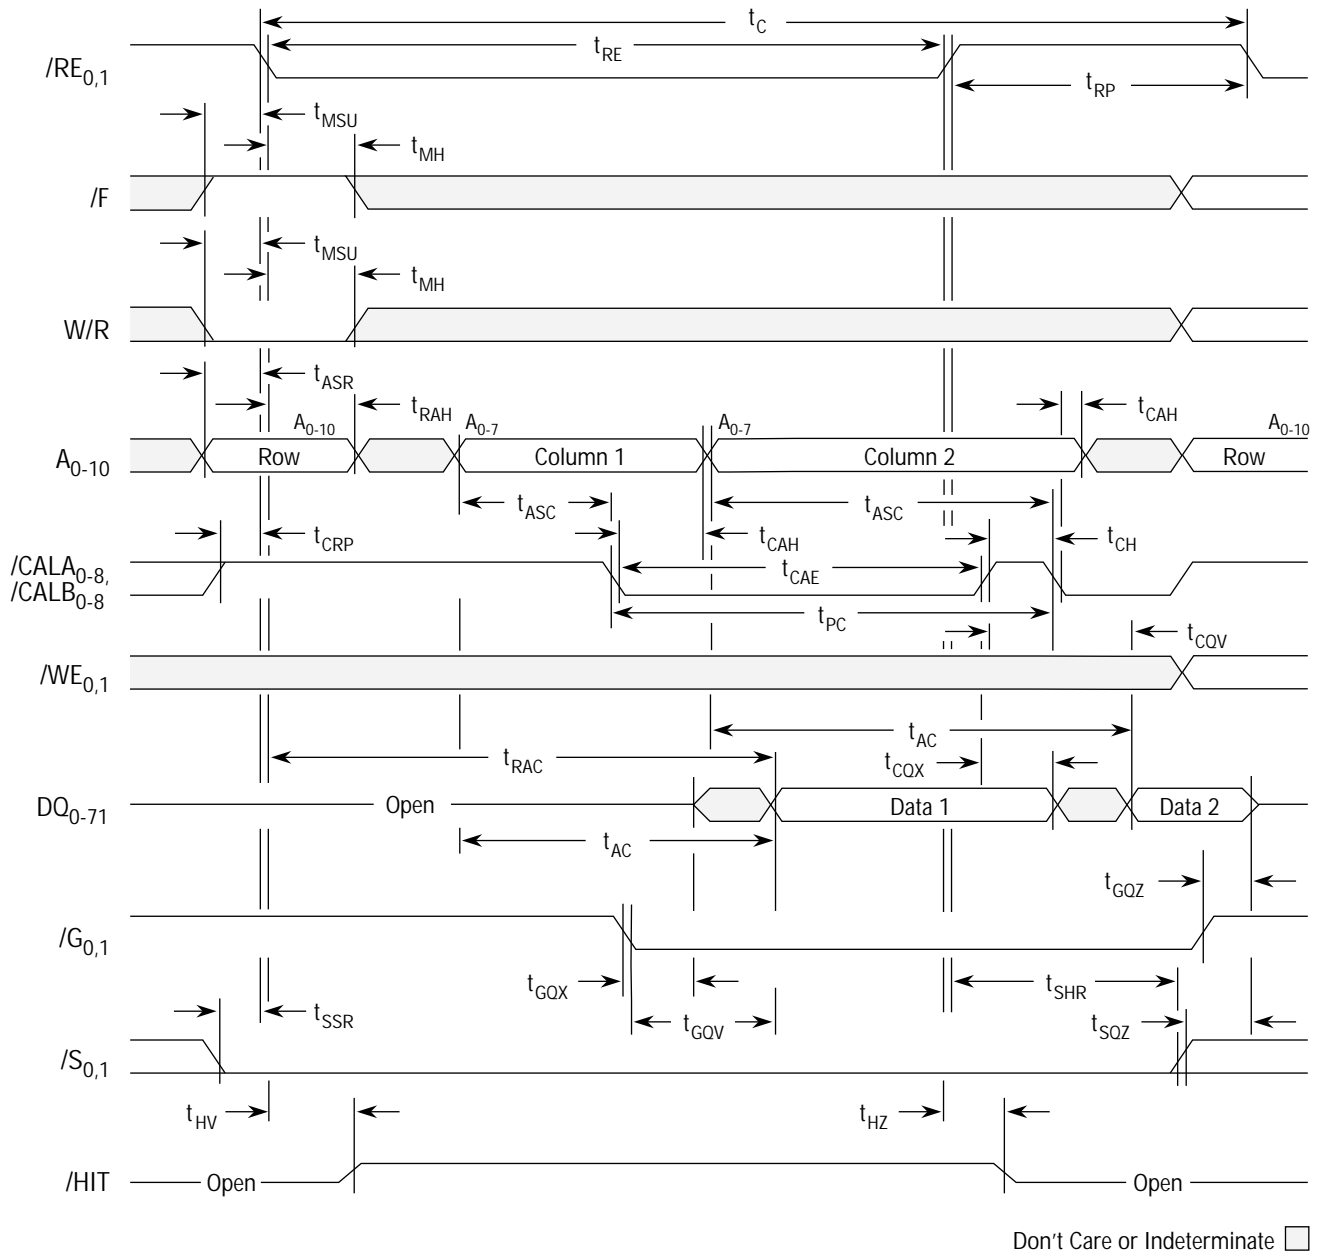 tC
tRE
/RE0,1
tRP
tMSU
tMH
/F
tMSU
tMH
W/R
tASR
tRAH
tCAH
A0-10 A0-7 A0-7 A0-10
A0-10 Row Column 1 Column 2 Row
tASC tASC
tCRP tCAH tCH
/CALA0-8,
/CALB0-8
tCAE
tPC
tCQV
/WE0,1
tAC
tRAC tCQX
DQ0-71 Open Data 1 Data 2
tAC
tGQZ
/G0,1
tGQX tSHR
tSSR tGQV tSQZ
/S0,1
tHV tHZ
/HIT Open Open
Don't Care or Indeterminate